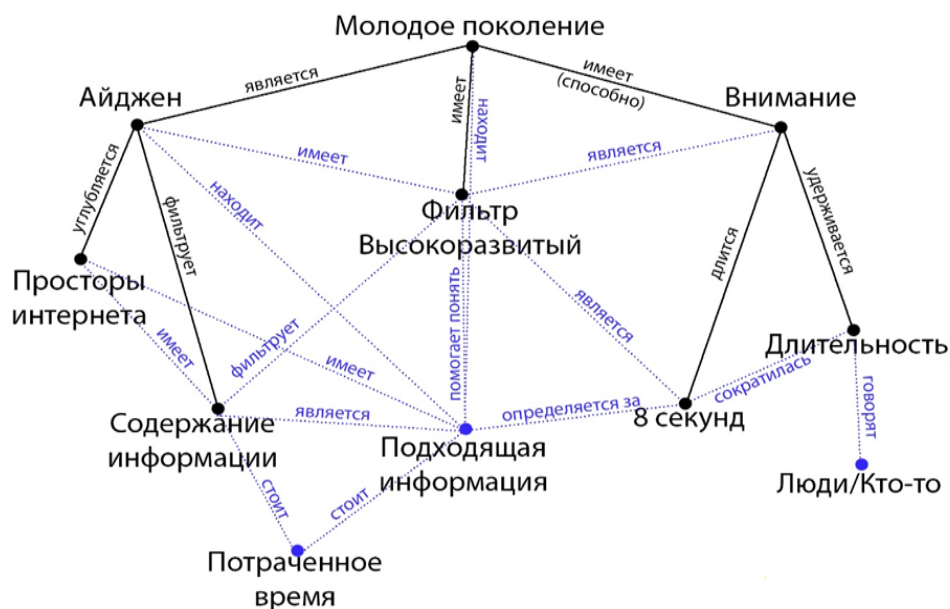 Молодое поколение
является
имеет
(способно)
имеет
находит
Айджен
Внимание
имеет
является
углубляется
фильтрует
находит
Фильтр
Высокоразвитый
длится
удерживается
Просторы
интернета
имеет
фильтрует
имеет
помогает понять
является
Длительность
сократилась
говорят
Содержание
информации
является
определяется за
8 секунд
Подходящая
информация
Люди/Кто-то
стоит
стоит
Потраченное
время